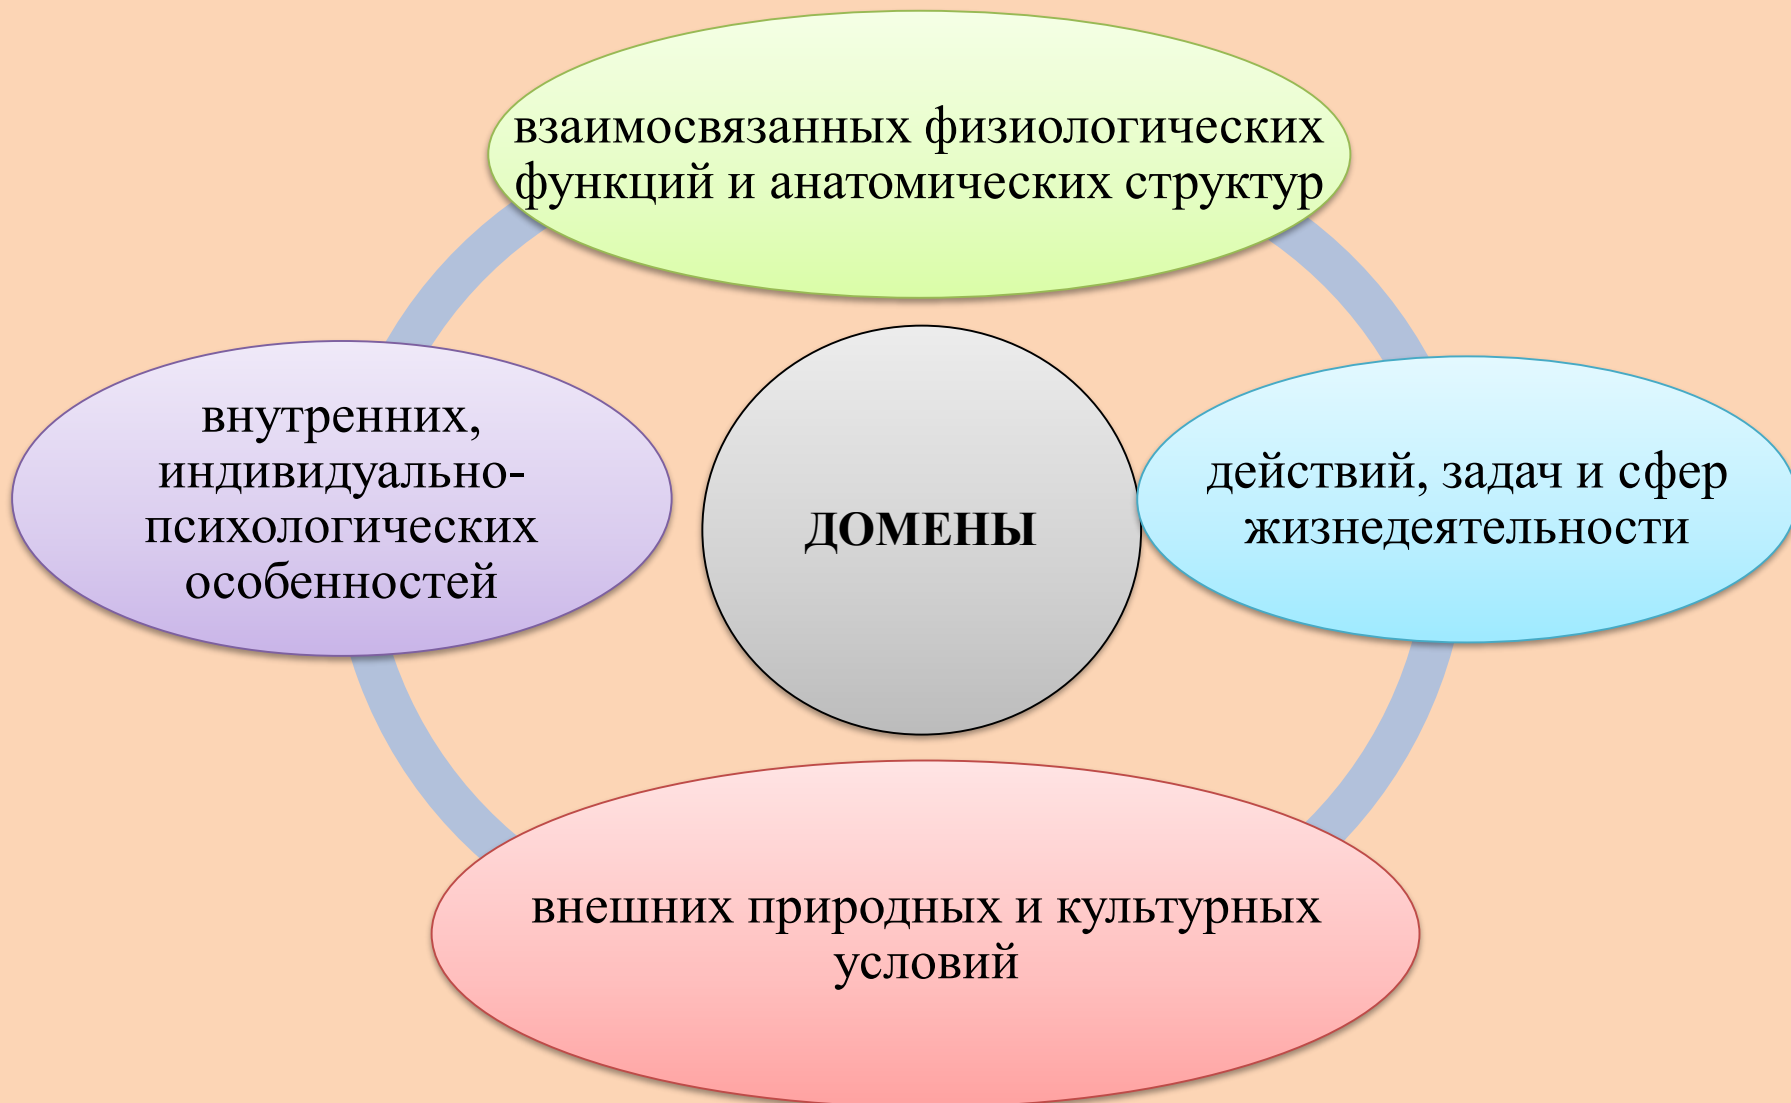 взаимосвязанных физиологических
функций и анатомических структур
внутренних,
индивидуально-
психологических
особенностей
ДОМЕНЫ
действий, задач и сфер
жизнедеятельности
внешних природных и культурных
условий